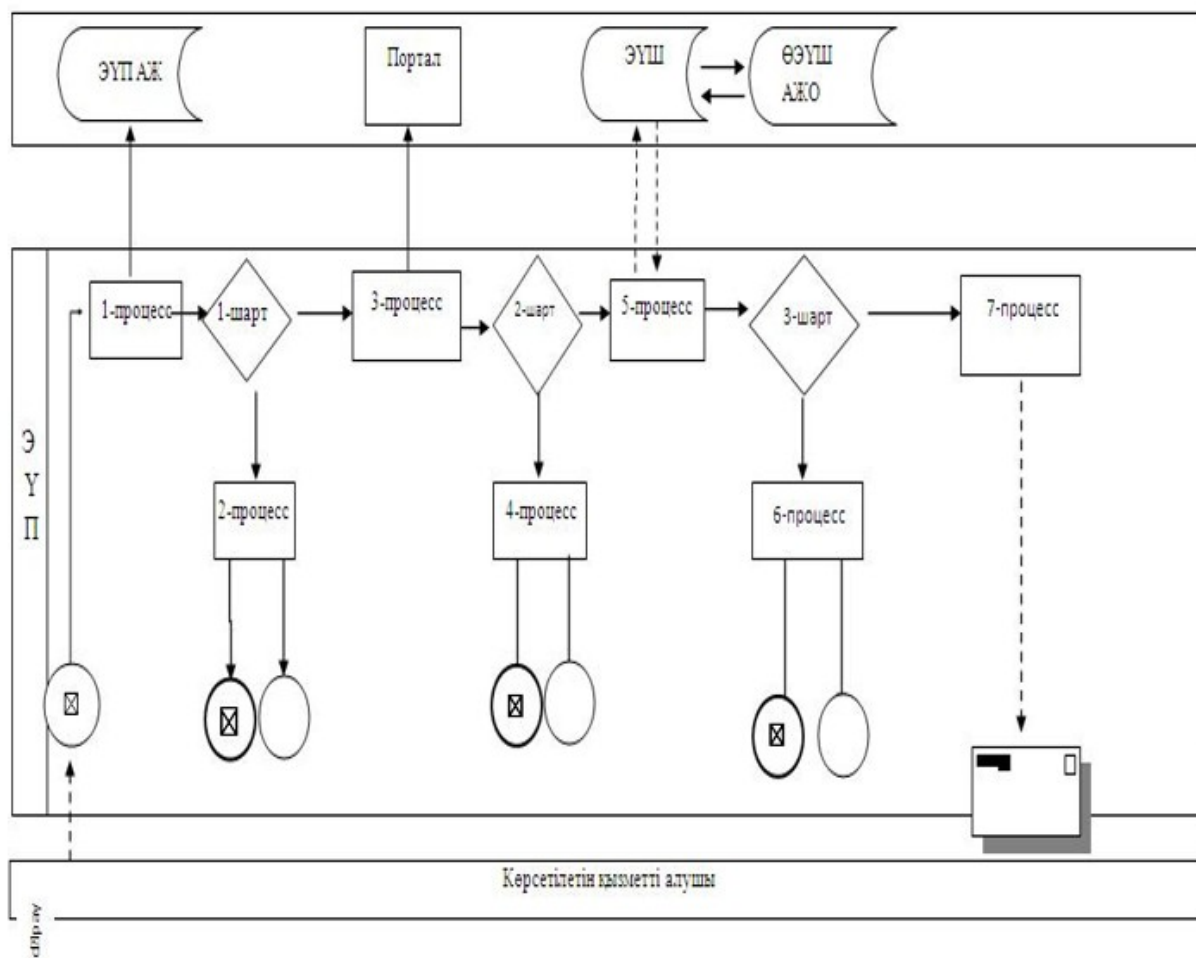 ЭҮП АЖ
Портал
ЭҮШ
ӨЭҮШ
АЖО
1-процесс
1-шарт
3-процесс
2-шарт
5-процесс
3-шарт
7-процесс
Э
Ү
П
2-процесс
4-процесс
6-процесс
Көрсетілетін қызметті алушы